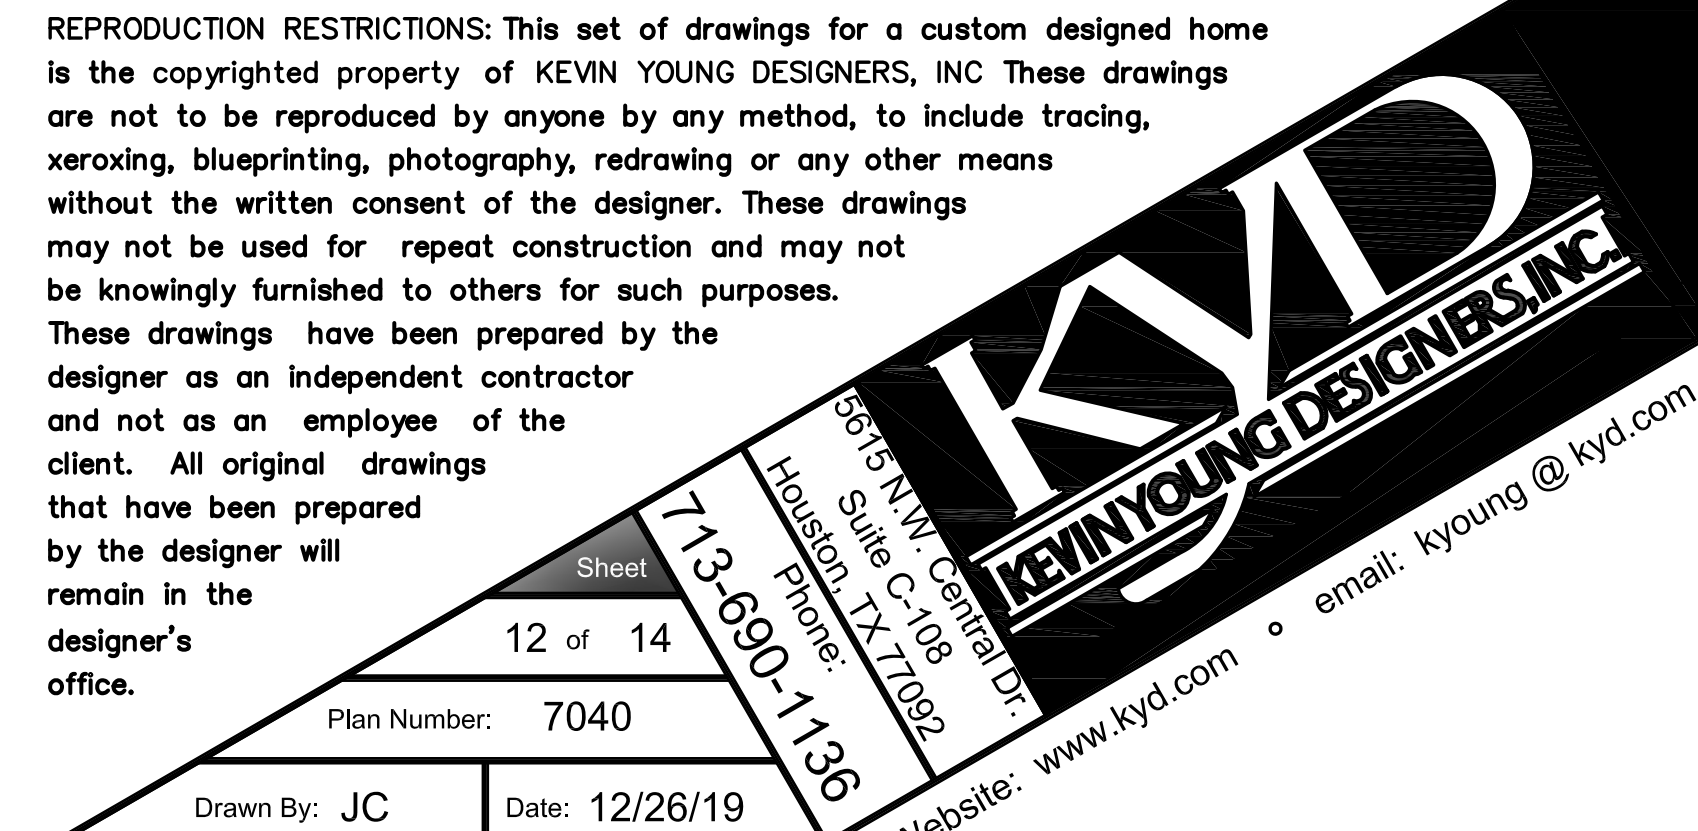 REPRODUCTION RESTRICTIONS: This set of drawings for a custom designed home
is the copyrighted property of KEVIN YOUNG DESIGNERS, INC These drawings
are not to be reproduced by anyone by any method, to include tracing,
xeroxing, blueprinting, photography, redrawing or any other means
without the written consent of the designer. These drawings
may not be used for repeat construction and may not
be knowingly furnished to others for such purposes.
These drawings have been prepared by the
designer as an independent contractor
and not as an employee of the
client. All original drawings
that have been prepared
by the designer will
remain in the
designer's
office.
Sheet
12 of 14
Plan Number: 7040
Drawn By: JC
Date: 12/26/19
Phone:
713-690-1136
5615 N.W. Central Dr.
Suite C-108
Houston, TX 77092
KYD
KEVIN YOUNG DESIGNERS, INC.
website: www.kyd.com ° email: kyoung @ kyd.com